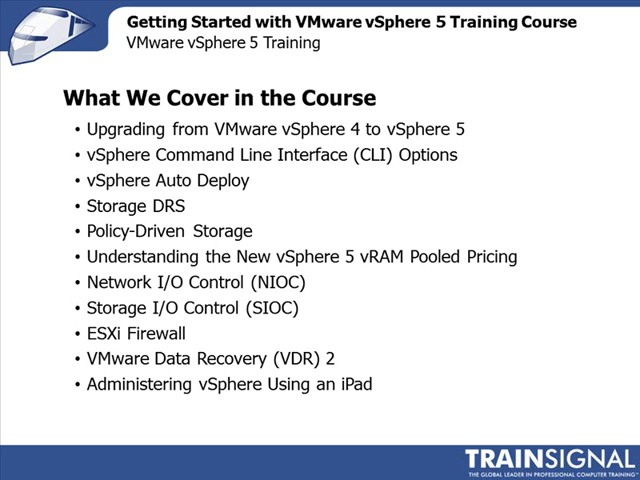 Getting Started with VMware vSphere 5 Training Course
VMware vSphere 5 Training
What We Cover in the Course
• Upgrading from VMware vSphere 4 to vSphere 5
• vSphere Command Line Interface (CLI) Options
• vSphere Auto Deploy
• Storage DRS
• Policy-Driven Storage
• Understanding the New vSphere 5 vRAM Pooled Pricing
• Network I/O Control (NIOC)
• Storage I/O Control (SIOC)
• ESXi Firewall
• VMware Data Recovery (VDR) 2
• Administering vSphere Using an iPad
TRAINSIGNAL
THE GLOBAL LEADER IN PROFESSIONAL COMPUTER TRAINING™